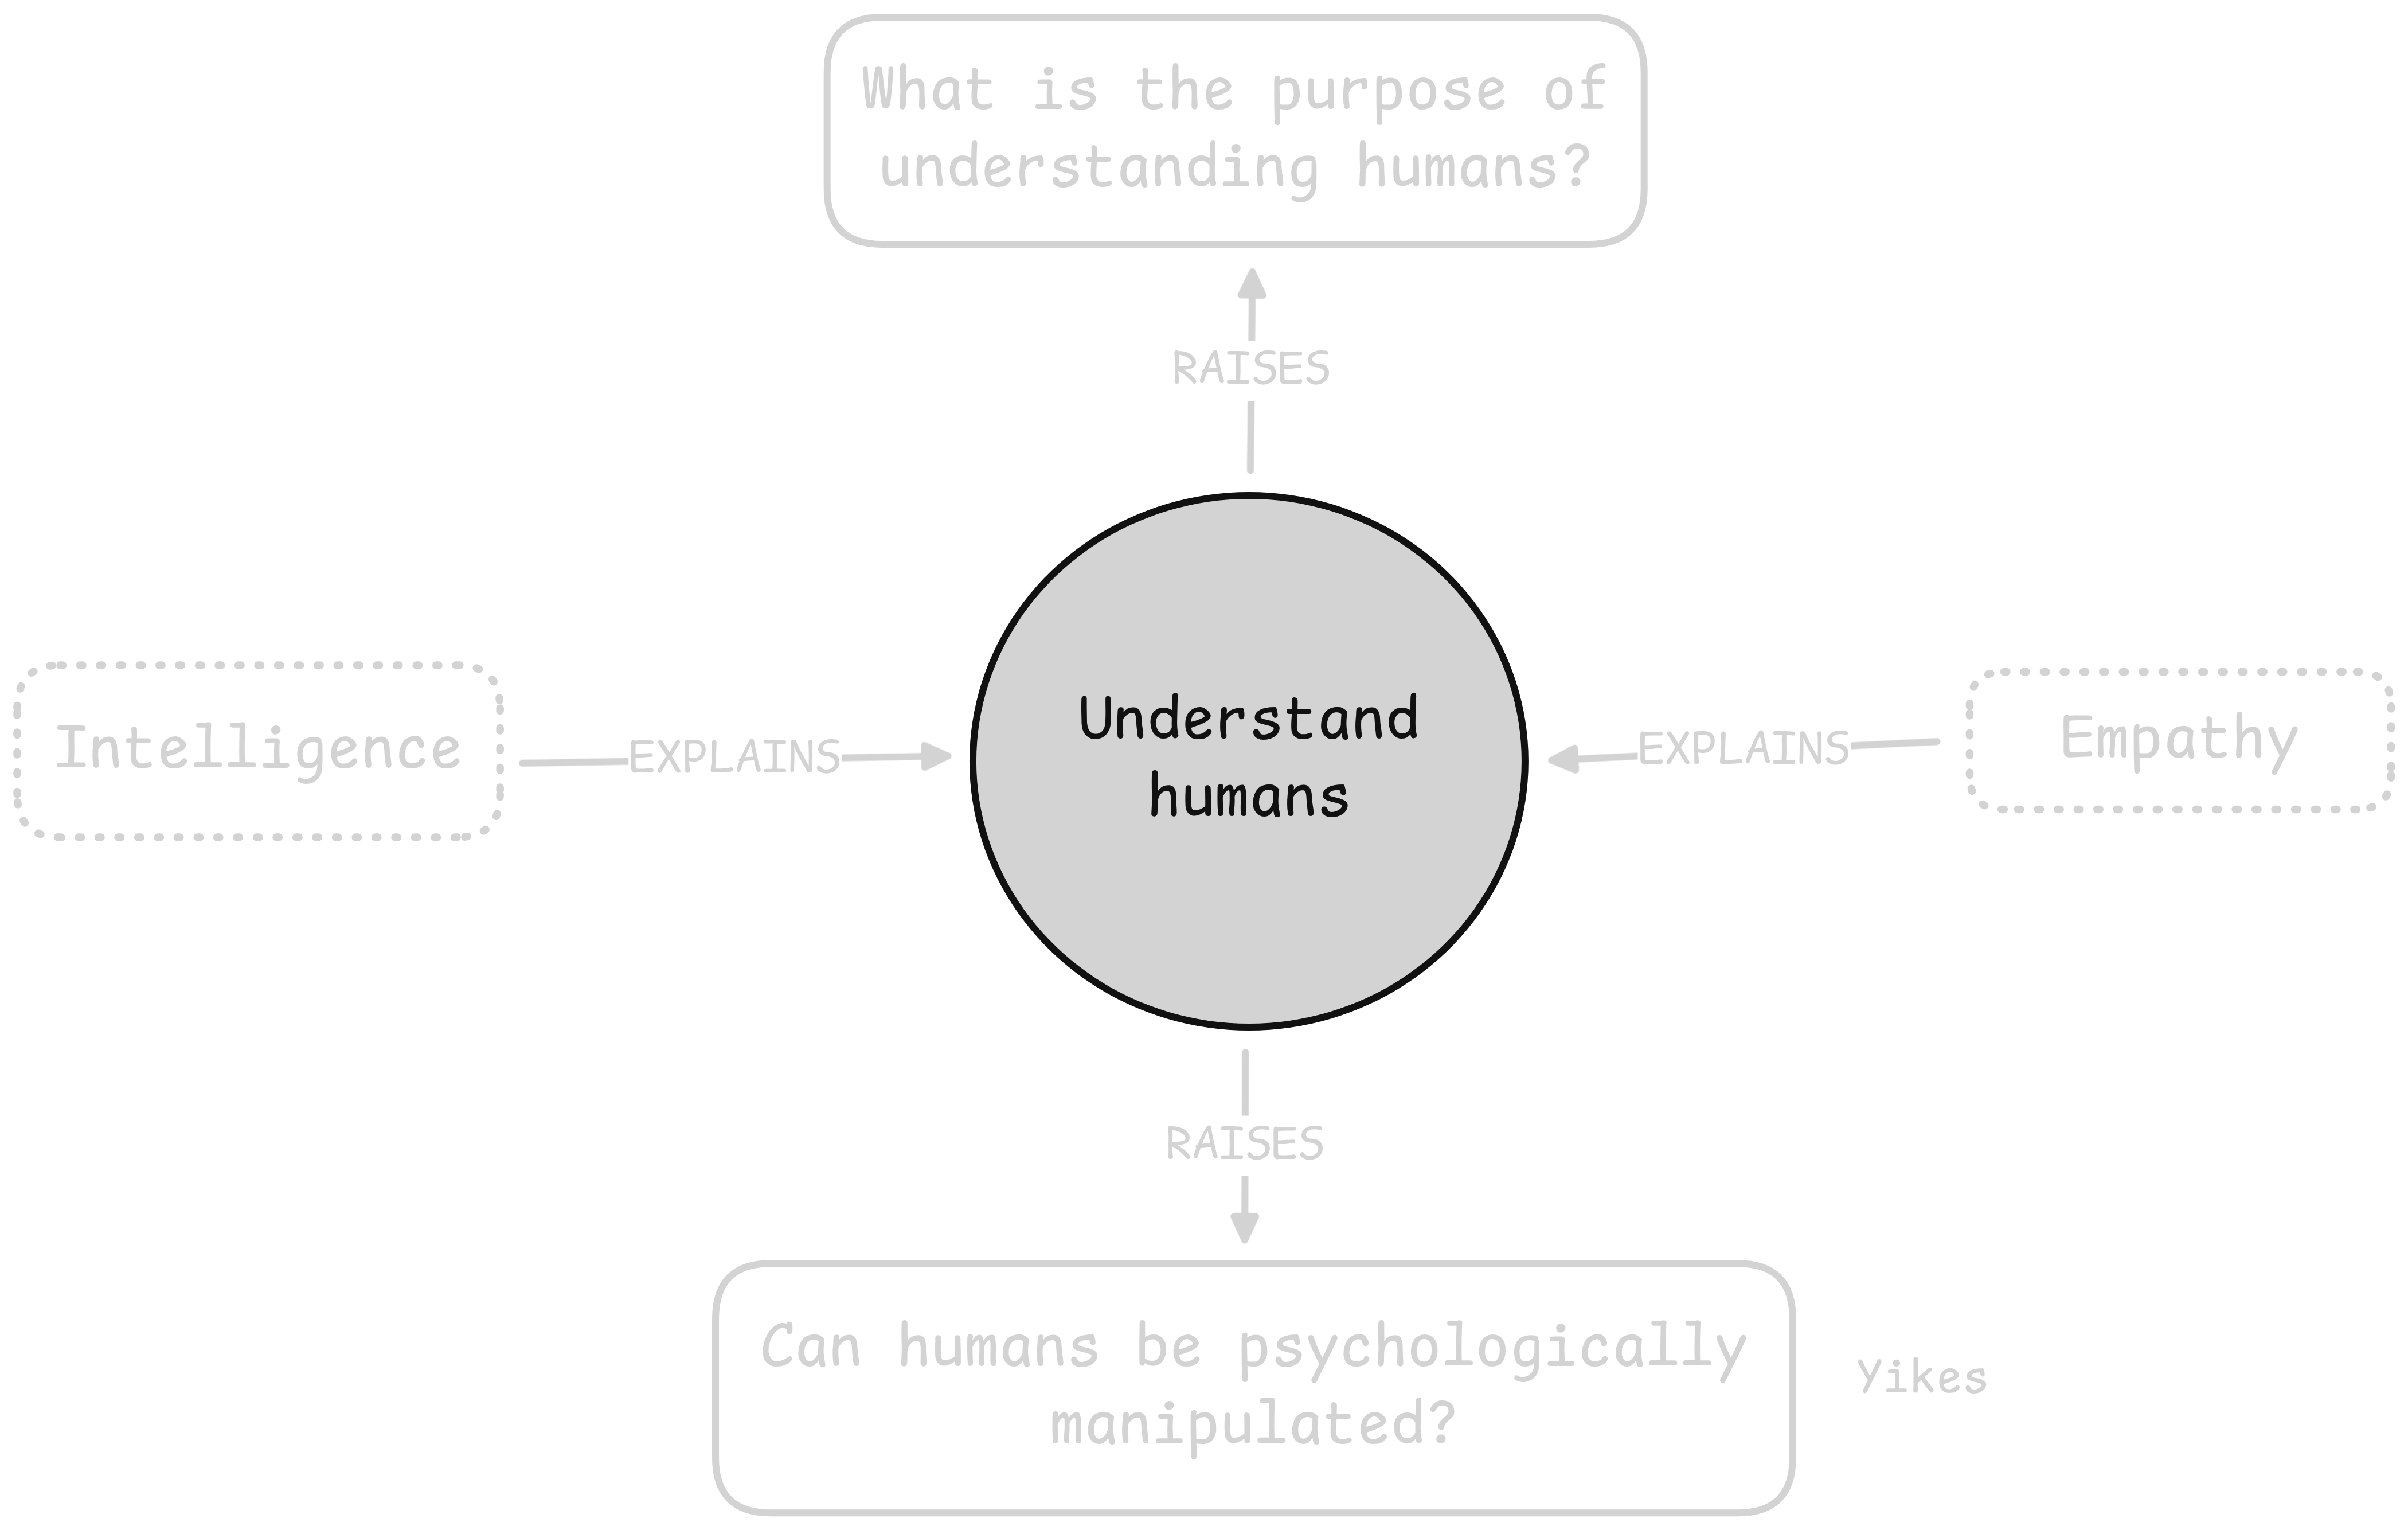 What is the purpose of
understanding humans?
RAISES
Understand
humans
Intelligence
EXPLAINS
EXPLAINS
Empathy
RAISES
Can humans be psychologically
manipulated?
Yikes